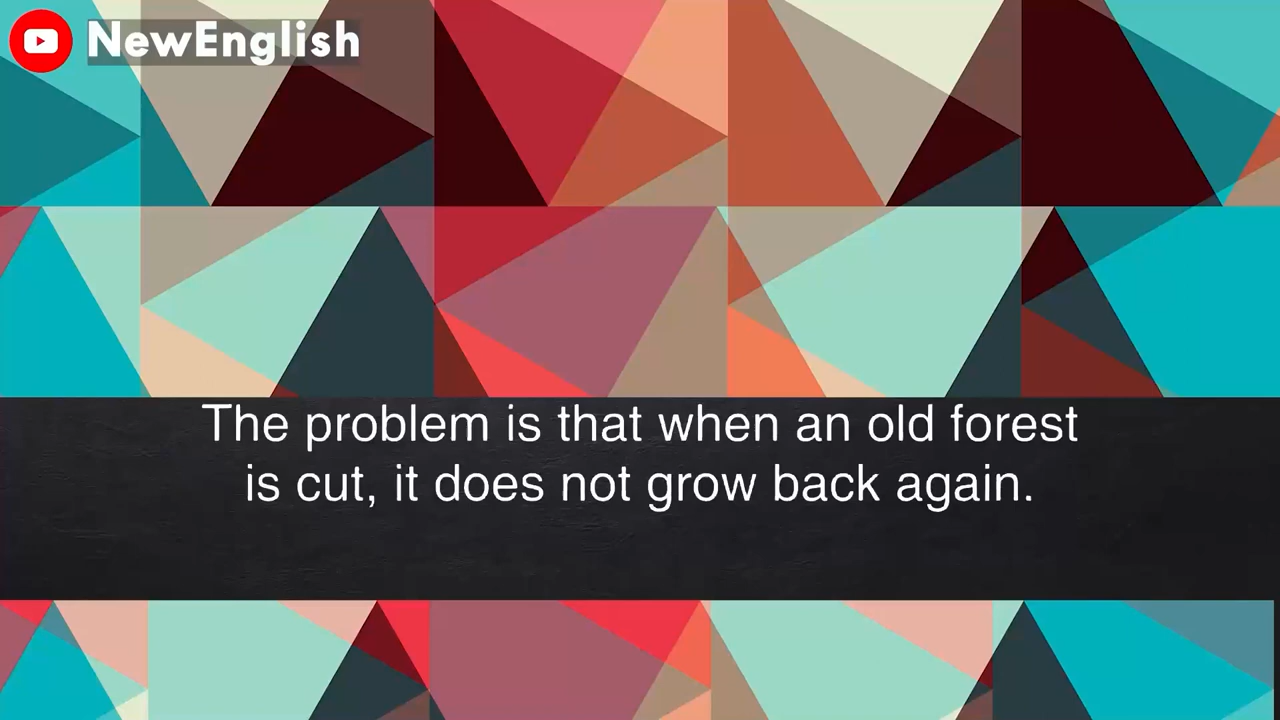 NewEnglish
The problem is that when an old forest
is cut, it does not grow back again.